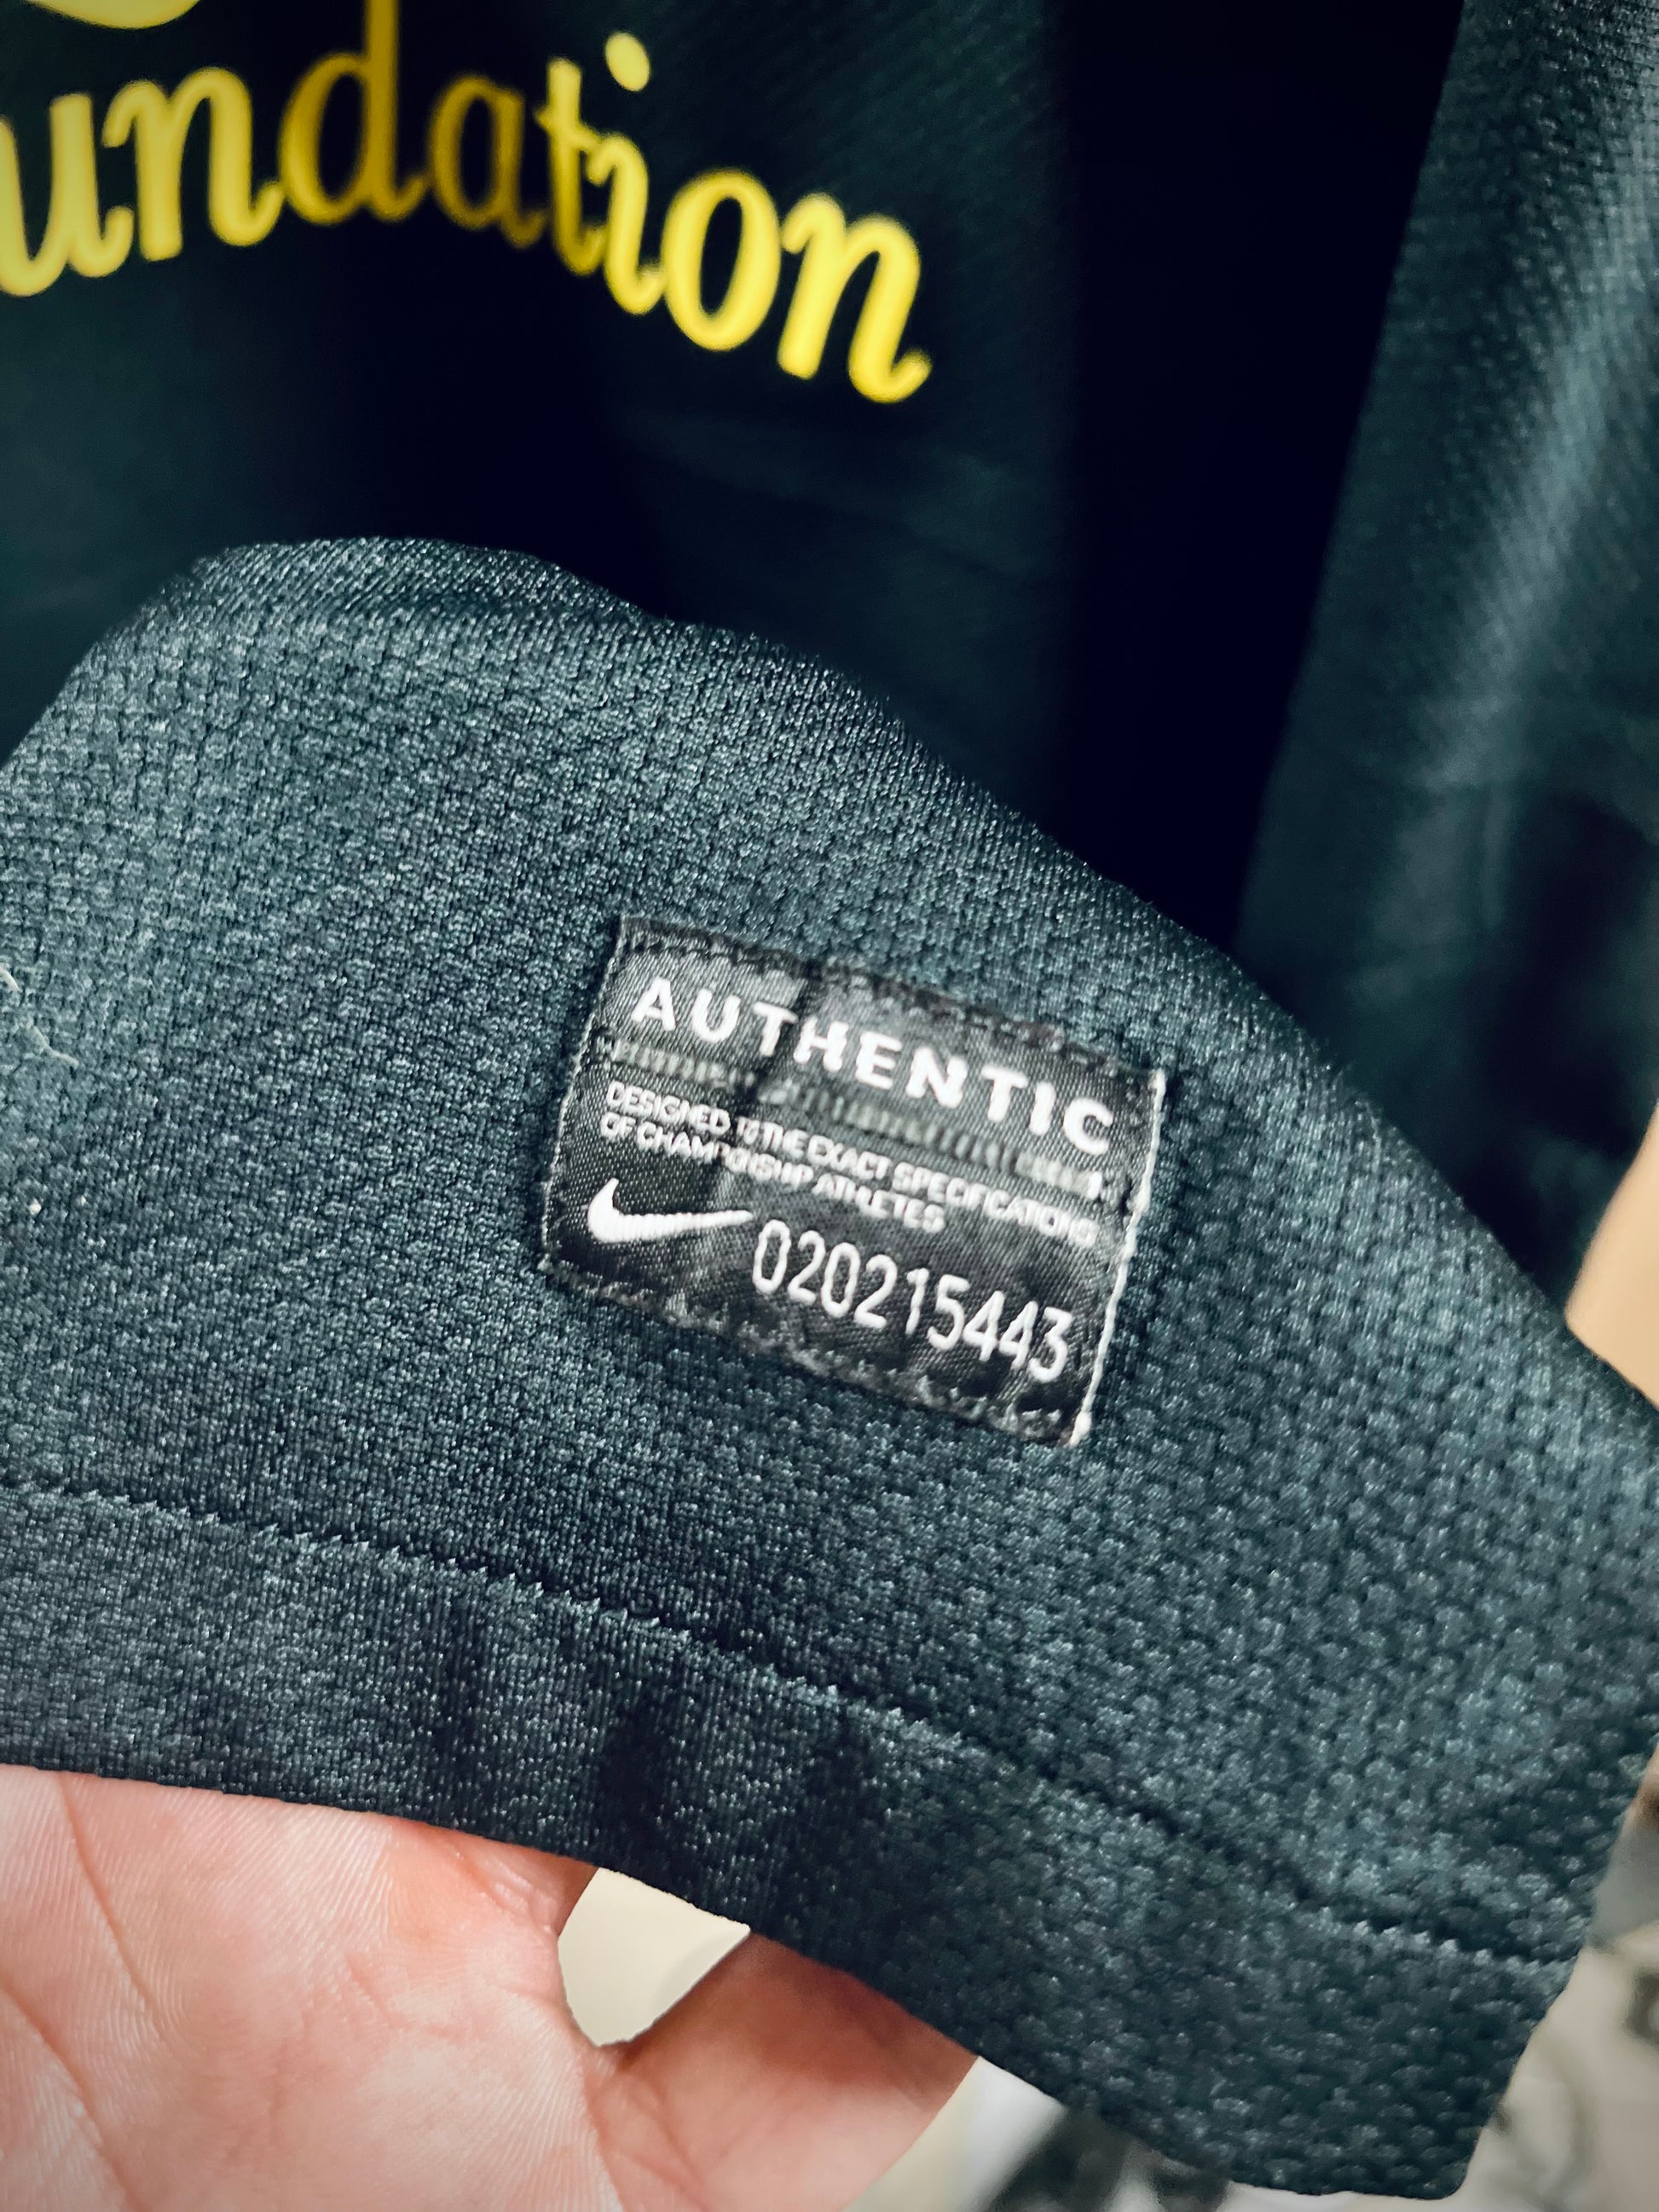 undation
AUTHENTIC
DESIGNED TO THE EXACT SPECIFICATIONS
OF CHAMPIONSHIP ATHLETES
020215443